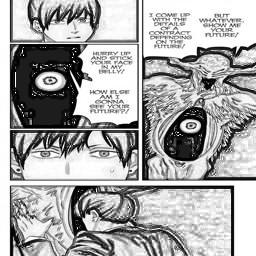 I COME UP
WITH THE
DETAILS
OF A
CONTRACT
DEPENDING
ON THE
FUTURE!
BUT
WHATEVER,
SHOW ME
YOUR
FUTURE!
HURRY UP
AND STICK
YOUR FACE
IN MY
BELLY!
HOW ELSE
AM I
GONNA
SEE YOUR
FUTURE?!